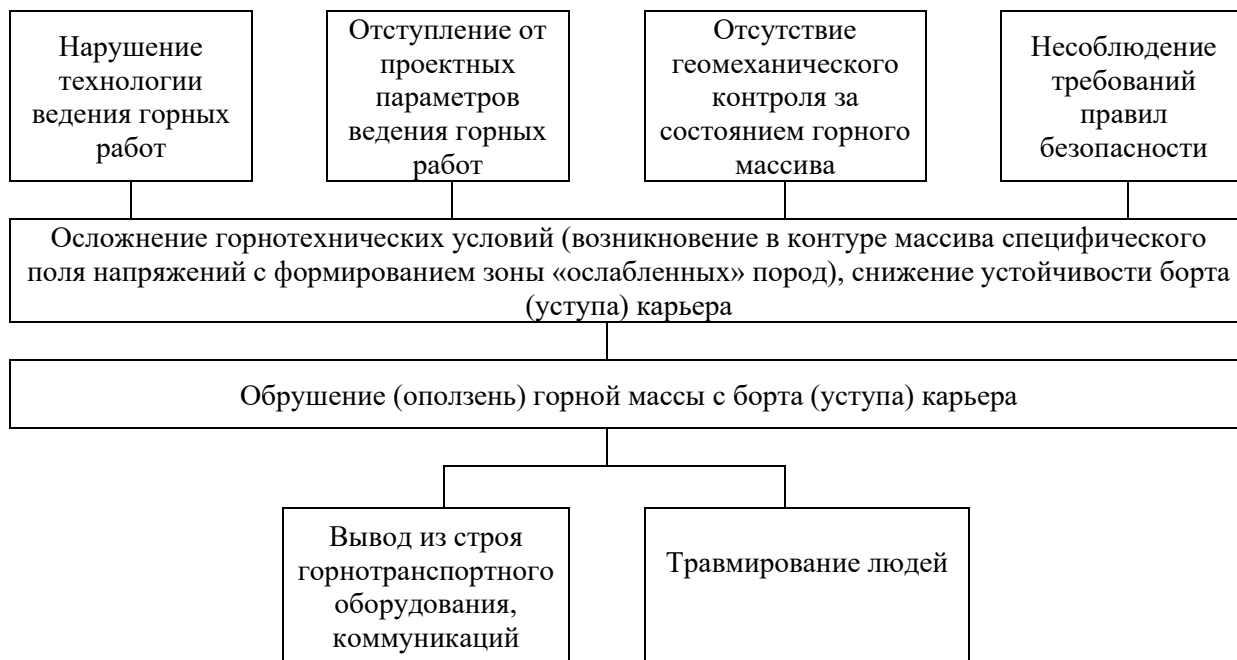 Нарушение
технологии
ведения горных
работ
Отступление от
проектных
параметров
ведения горных
работ
Отсутствие
геомеханического
контроля за
состоянием горного
массива
Несоблюдение
требований
правил
безопасности
Осложнение горнотехнических условий (возникновение в контуре массива специфического
поля напряжений с формированием зоны «ослабленных» пород), снижение устойчивости борта
(уступа) карьера
Обрушение (оползень) горной массы с борта (уступа) карьера
Вывод из строя
горнотранспортного
оборудования,
коммуникаций
Травмирование людей